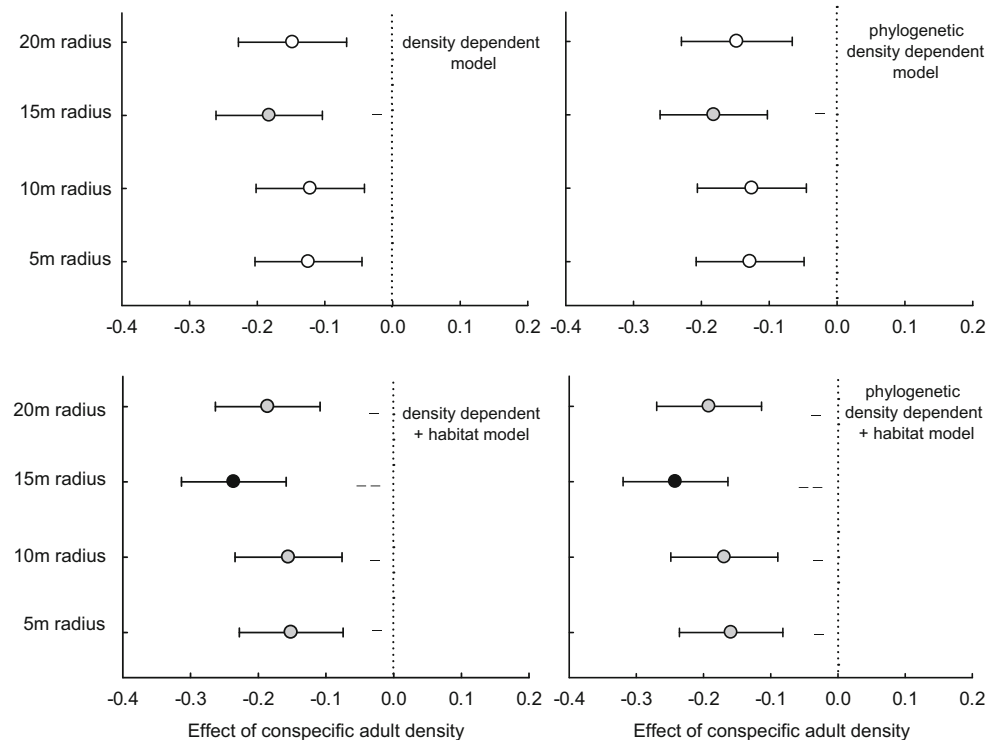 20m radius
15m radius
10m radius
5m radius
density dependent
model
-0.4 -0.3 -0.2 -0.1 0.0 0.1 0.2
phylogenetic
density dependent
model
-0.4 -0.3 -0.2 -0.1 0.0 0.1 0.2
20m radius
15m radius
10m radius
5m radius
density dependent
+ habitat model
-0.4 -0.3 -0.2 -0.1 0.0 0.1 0.2
Effect of conspecific adult density
phylogenetic
density dependent
+ habitat model
-0.4 -0.3 -0.2 -0.1 0.0 0.1 0.2
Effect of conspecific adult density